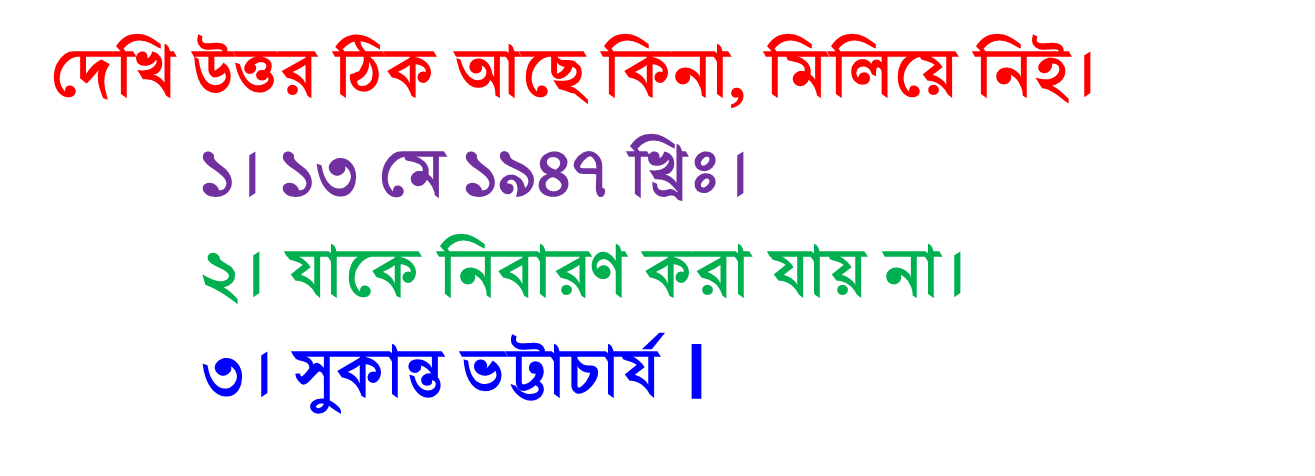 দেখি উত্তর ঠিক আছে কিনা, মিলিয়ে নিই।
১। ১৩ মে ১৯৪৭ খ্রিঃ।
২। যাকে নিবারণ করা যায় না।
৩। সুকান্ত ভট্টাচার্য ।